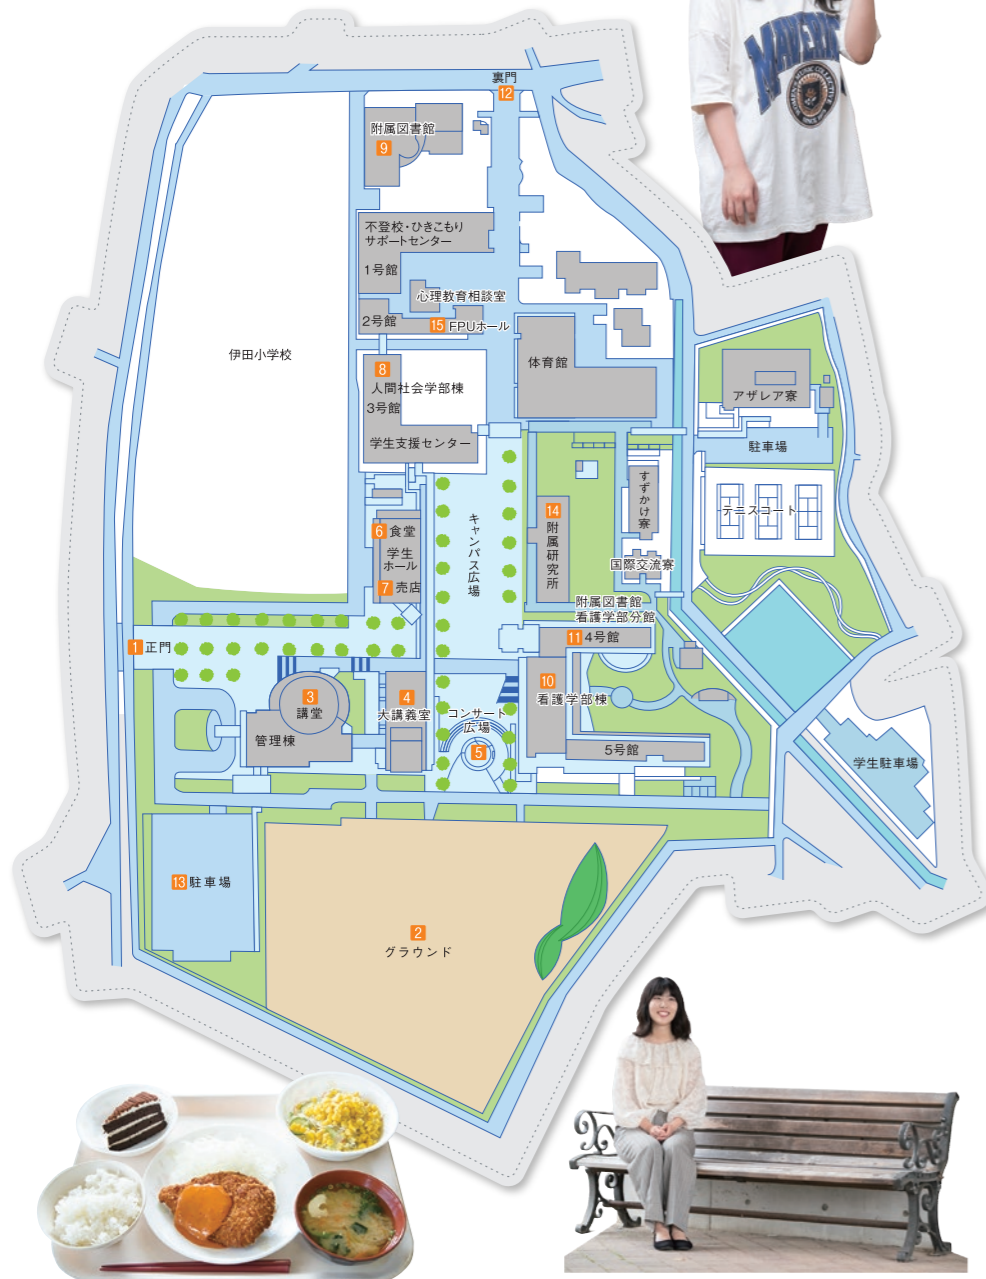 MAVERI
WOMEN'S MUSIC COLLECTIVE
SINCE
裏門
12
附属図書館
9
不登校・ひきこもり
サポートセンター
1号館
心理教育相談室
2号館
15 FPUホール
伊田小学校
体育館
8
人間社会学部棟
3号館
学生支援センター
アザレア寮
駐車場
テニスコート
すずかけ寮
キャンパス広場
14
附属研究所
6 食堂
学生
ホール
7 売店
国際交流寮
附属図書館
看護学部分館
11 4号館
1 正門
10
看護学部棟
3
講堂
4
大講義室
コンサート
広場
5
管理棟
5号館
学生駐車場
13 駐車場
2
グラウンド